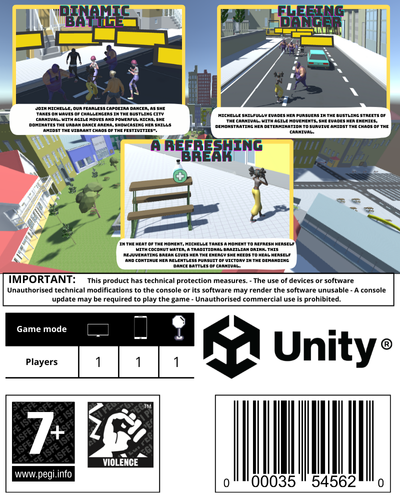 DINAMIC
BATTLE
FLEEING
DANCER
JOIN MICHELLE, OUR FEARLESS CAPOEIRA DANCER, AS SHE
TAKES ON WAVES OF CHALLENGERS IN THE BUSTLING CITY
CARNIVAL. WITH AGILE MOVES AND POWERFUL KICKS, SHE
DOMINATES THE URBAN DANCE ARENA, SHOWCASING HER SKILLS
AMIDST THE VIBRANT CHAOS OF THE FESTIVITIES".
MICHELLE SKILFULLY EVADES HER PURSUERS IN THE BUSTLING STREETS OF
THE CARNIVAL. WITH AGILE MOVEMENTS, SHE EVADES HER ENEMIES,
DEMONSTRATING HER DETERMINATION TO SURVIVE AMIDST THE CHAOS OF THE
CARNIVAL.
A REFRESHING
BREAK
IN THE HEAT OF THE MOMENT, MICHELLE TAKES A MOMENT TO REFRESH HERSELF
WITH COCONUT WATER, A TRADITIONAL BRAZILIAN DRINK. THIS
REJUVENATING BREAK GIVES HER THE ENERGY SHE NEEDS TO HEAL HERSELF
AND CONTINUE HER RELENTLESS PURSUIT OF VICTORY IN THE DEMANDING
DANCE BATTLES OF CARNIVAL.
IMPORTANT: This product has technical protection measures. - The use of devices or software
Unauthorised technical modifications to the console or its software may render the software unusable - A console
update may be required to play the game - Unauthorised commercial use is prohibited.
Game mode
Players 1 1 1
Unity ®
7+
www.pegi.info
VIOLENCE
TM
0 00035 54562 0